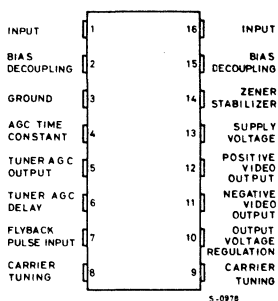 INPUT 1 16 INPUT
BIAS DECOUPLING 2 15 BIAS DECOUPLING
GROUND 3 14 ZENER STABILIZER
AGC TIME CONSTANT 4 13 SUPPLY VOLTAGE
TUNER AGC OUTPUT 5 12 POSITIVE VIDEO OUTPUT
TUNER AGC DELAY 6 11 NEGATIVE VIDEO OUTPUT
FLYBACK PULSE INPUT 7 10 OUTPUT VOLTAGE REGULATION
CARRIER TUNING 8 9 CARRIER TUNING
S-0978